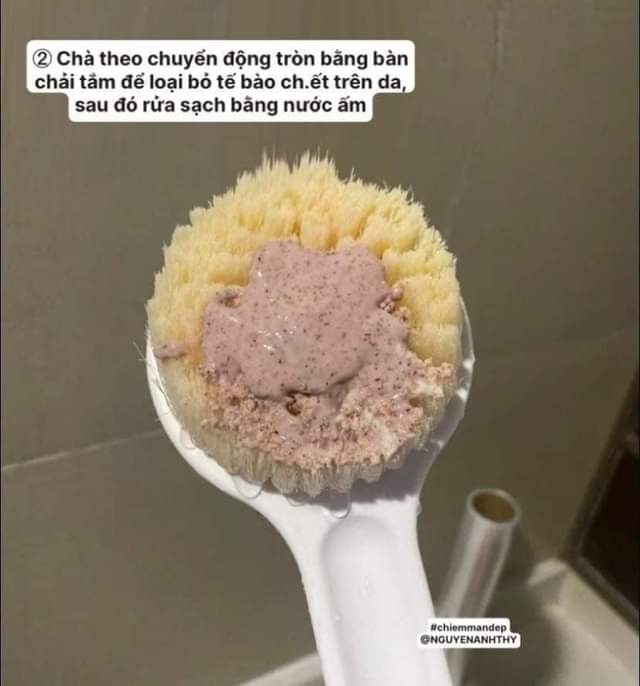 ② Chà theo chuyển động tròn bằng bàn
chải tắm để loại bỏ tế bào ch.ết trên da,
sau đó rửa sạch bằng nước ấm
#chiemmandep
@NGUYENANHTHY